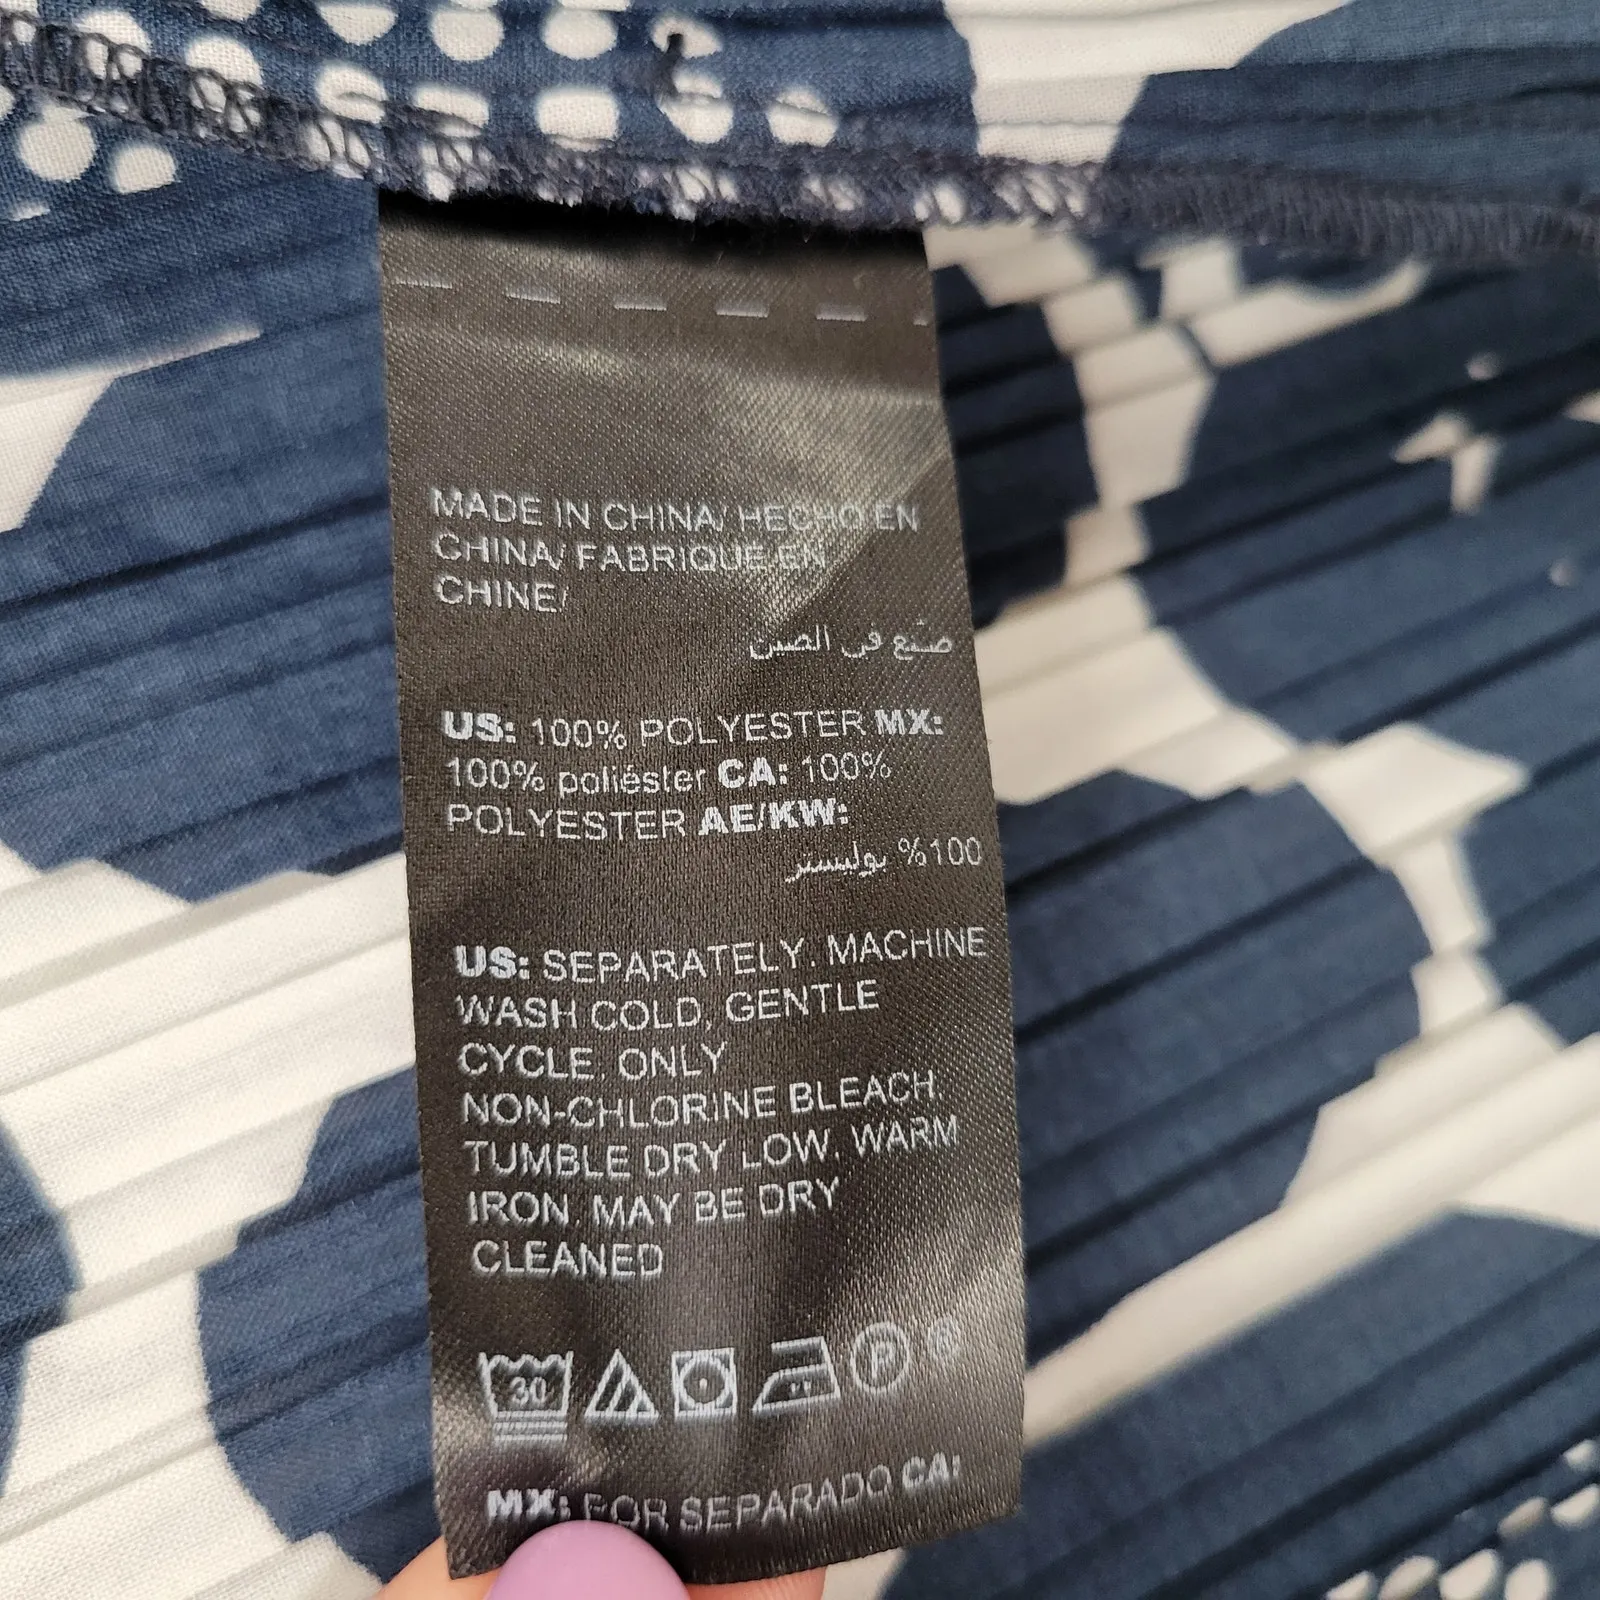 MADE IN CHINA/ HECHO EN
CHINA/ FABRIQUE EN
CHINE/
صنع في الصين
US: 100% POLYESTER MX:
100% poliéster CA: 100%
POLYESTER AE/KW:
100% بوليستر
US: SEPARATELY. MACHINE
WASH COLD, GENTLE
CYCLE. ONLY
NON-CHLORINE BLEACH.
TUMBLE DRY LOW. WARM
IRON. MAY BE DRY
CLEANED
30 P ®
MX: POR SEPARADO CA: